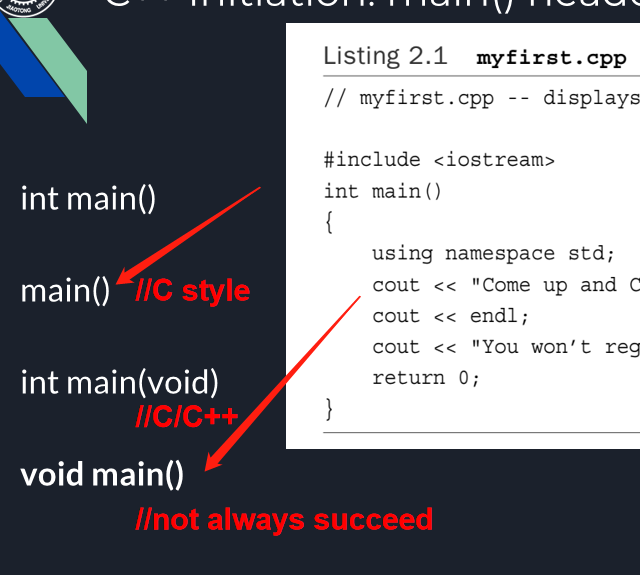 C++ Initiation: main() heade
JIAOTONG
Listing 2.1 myfirst.cpp
// myfirst.cpp -- displays
#include <iostream>
int main()
{
using namespace std;
cout << "Come up and C
cout << endl;
cout << "You won't reg
return 0;
}
int main()
main() //C style
int main(void)
//C/C++
void main()
//not always succeed